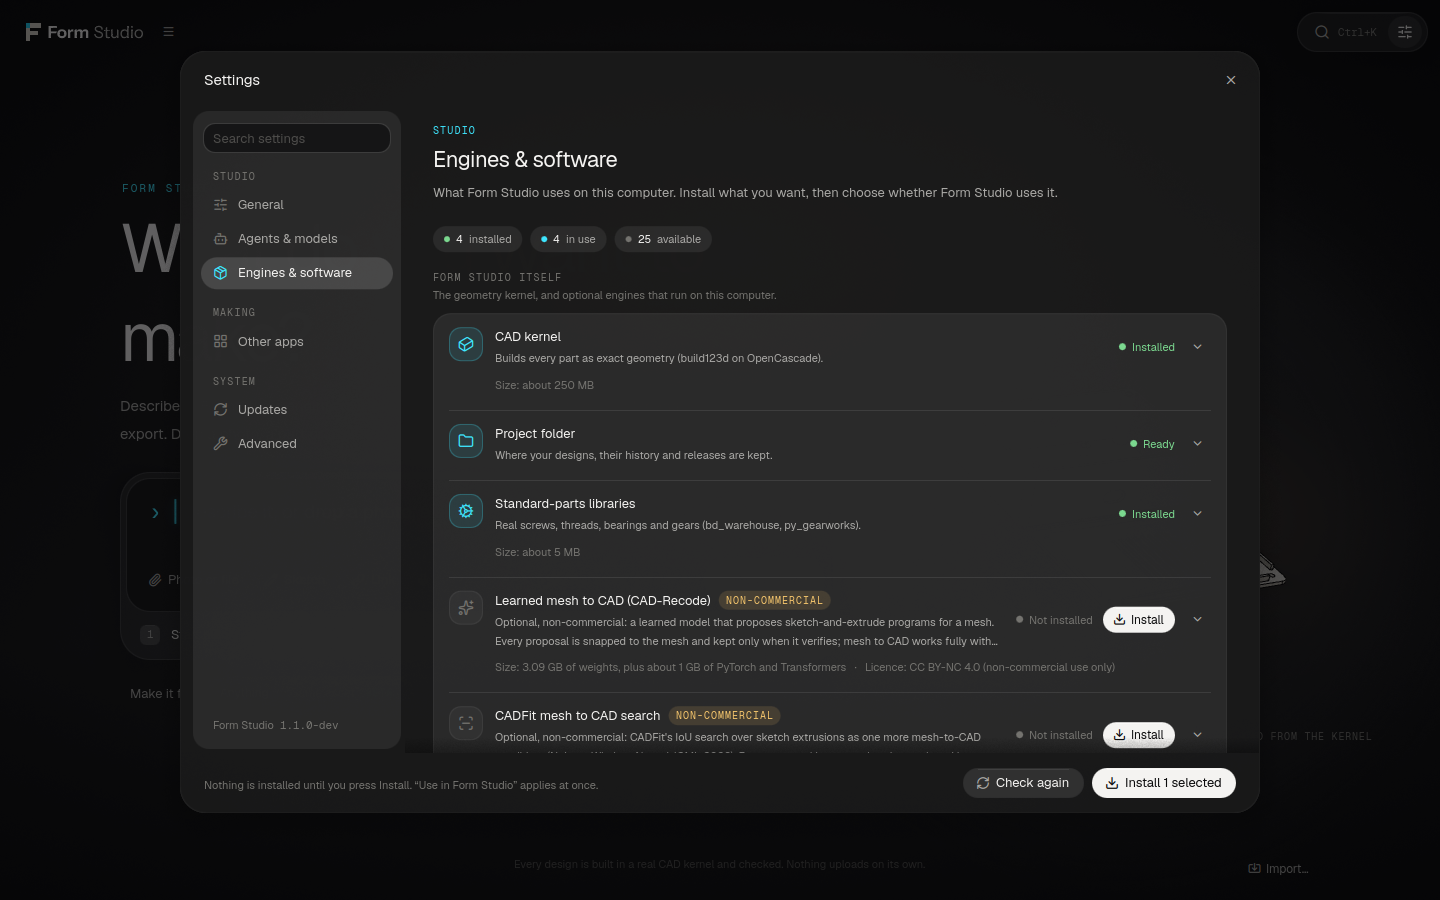 Form Studio
Ctrl+K
Settings
Search settings
STUDIO
General
Agents & models
Engines & software
MAKING
Other apps
SYSTEM
Updates
Advanced
Form Studio 1.1.0-dev
STUDIO
Engines & software
What Form Studio uses on this computer. Install what you want, then choose whether Form Studio uses it.
4 installed
4 in use
25 available
FORM STUDIO ITSELF
The geometry kernel, and optional engines that run on this computer.
CAD kernel
Builds every part as exact geometry (build123d on OpenCascade).
Size: about 250 MB
Installed
Project folder
Where your designs, their history and releases are kept.
Ready
Standard-parts libraries
Real screws, threads, bearings and gears (bd_warehouse, py_gearworks).
Size: about 5 MB
Installed
Learned mesh to CAD (CAD-Recode) NON-COMMERCIAL
Optional, non-commercial: a learned model that proposes sketch-and-extrude programs for a mesh.
Every proposal is snapped to the mesh and kept only when it verifies; mesh to CAD works fully with…
Size: 3.09 GB of weights, plus about 1 GB of PyTorch and Transformers · Licence: CC BY-NC 4.0 (non-commercial use only)
Not installed
Install
CADFit mesh to CAD search NON-COMMERCIAL
Optional, non-commercial: CADFit's IoU search over sketch extrusions as one more mesh-to-CAD
Not installed
Install
Nothing is installed until you press Install. “Use in Form Studio” applies at once.
Check again
Install 1 selected
FORM ST
W
m
Describe
export. D
1 S
Make it f
FROM THE KERNEL
Every design is built in a real CAD kernel and checked. Nothing uploads on its own.
Import…